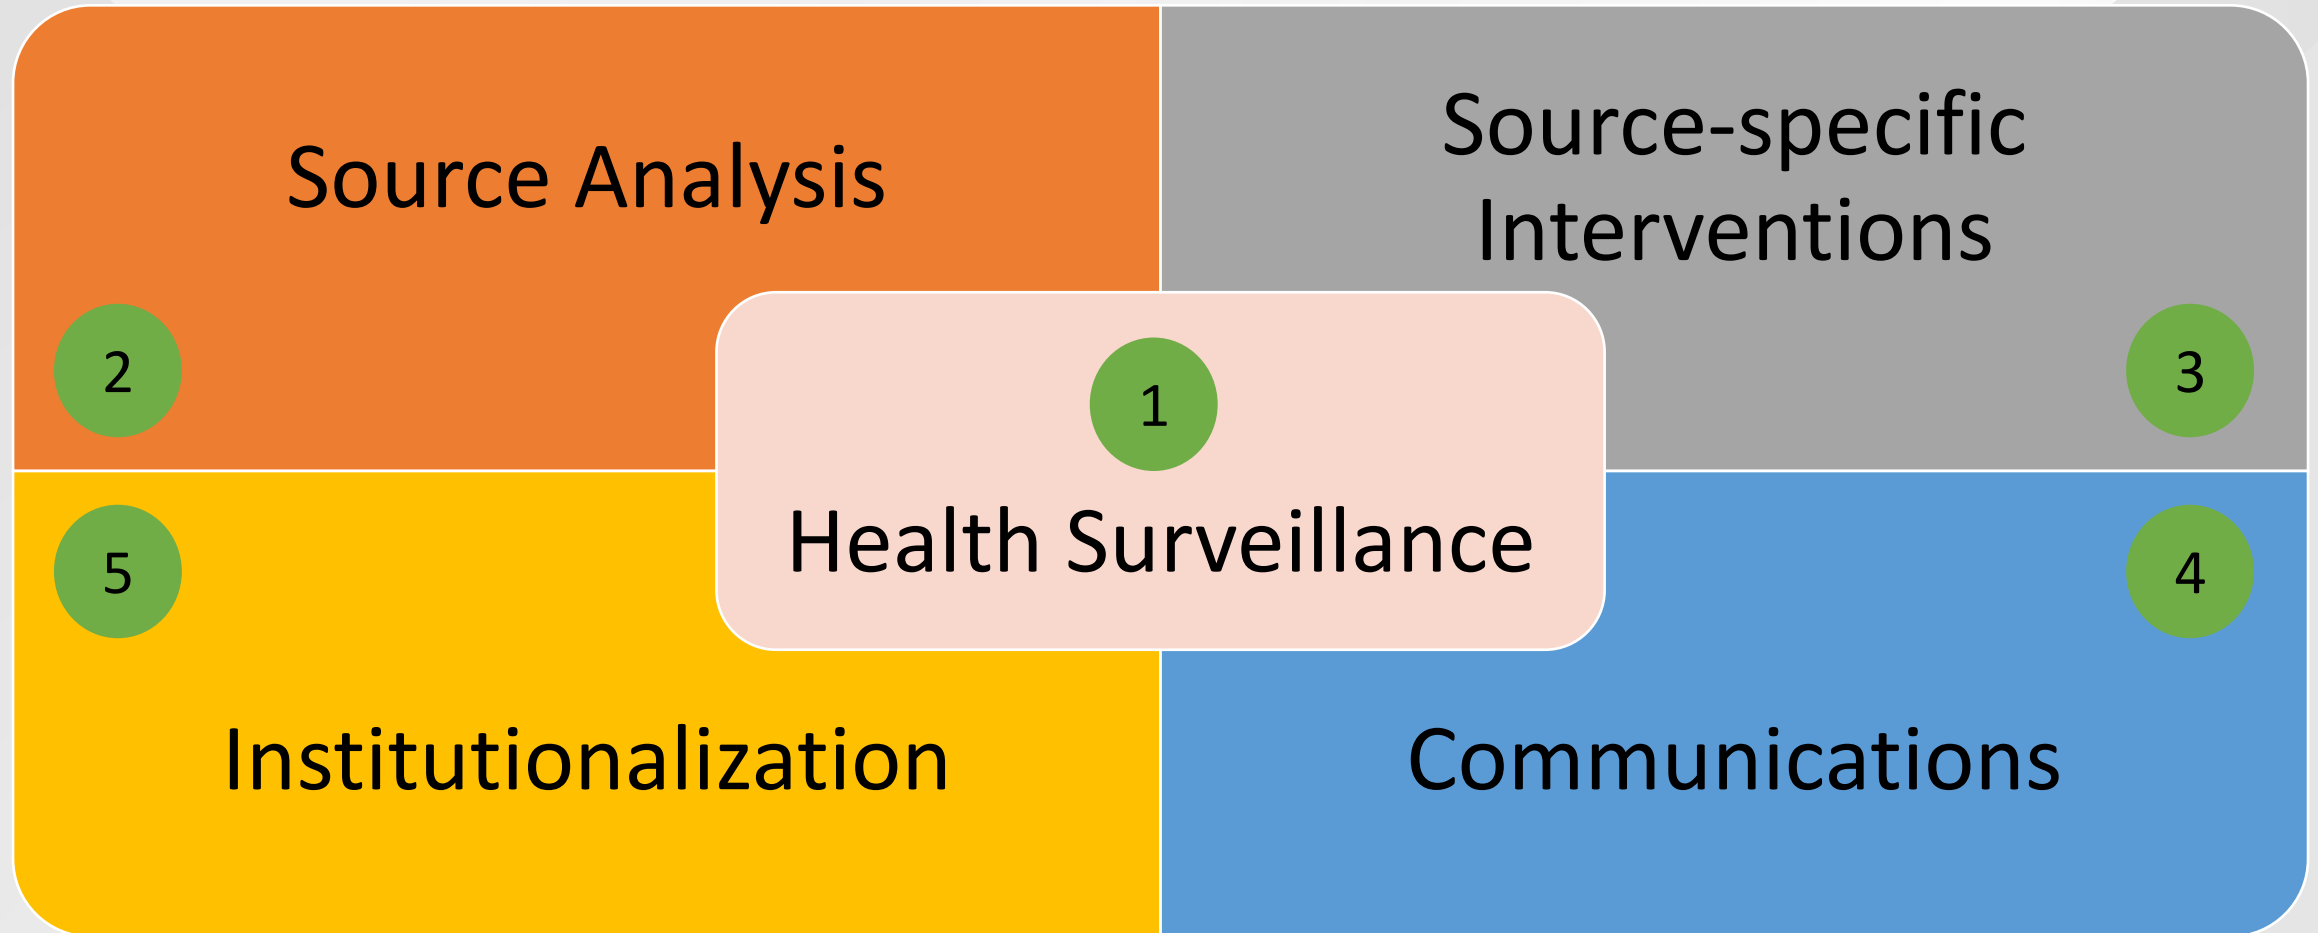 Source Analysis
2
Source-specific
Interventions
3
1
Health Surveillance
5
Institutionalization
4
Communications